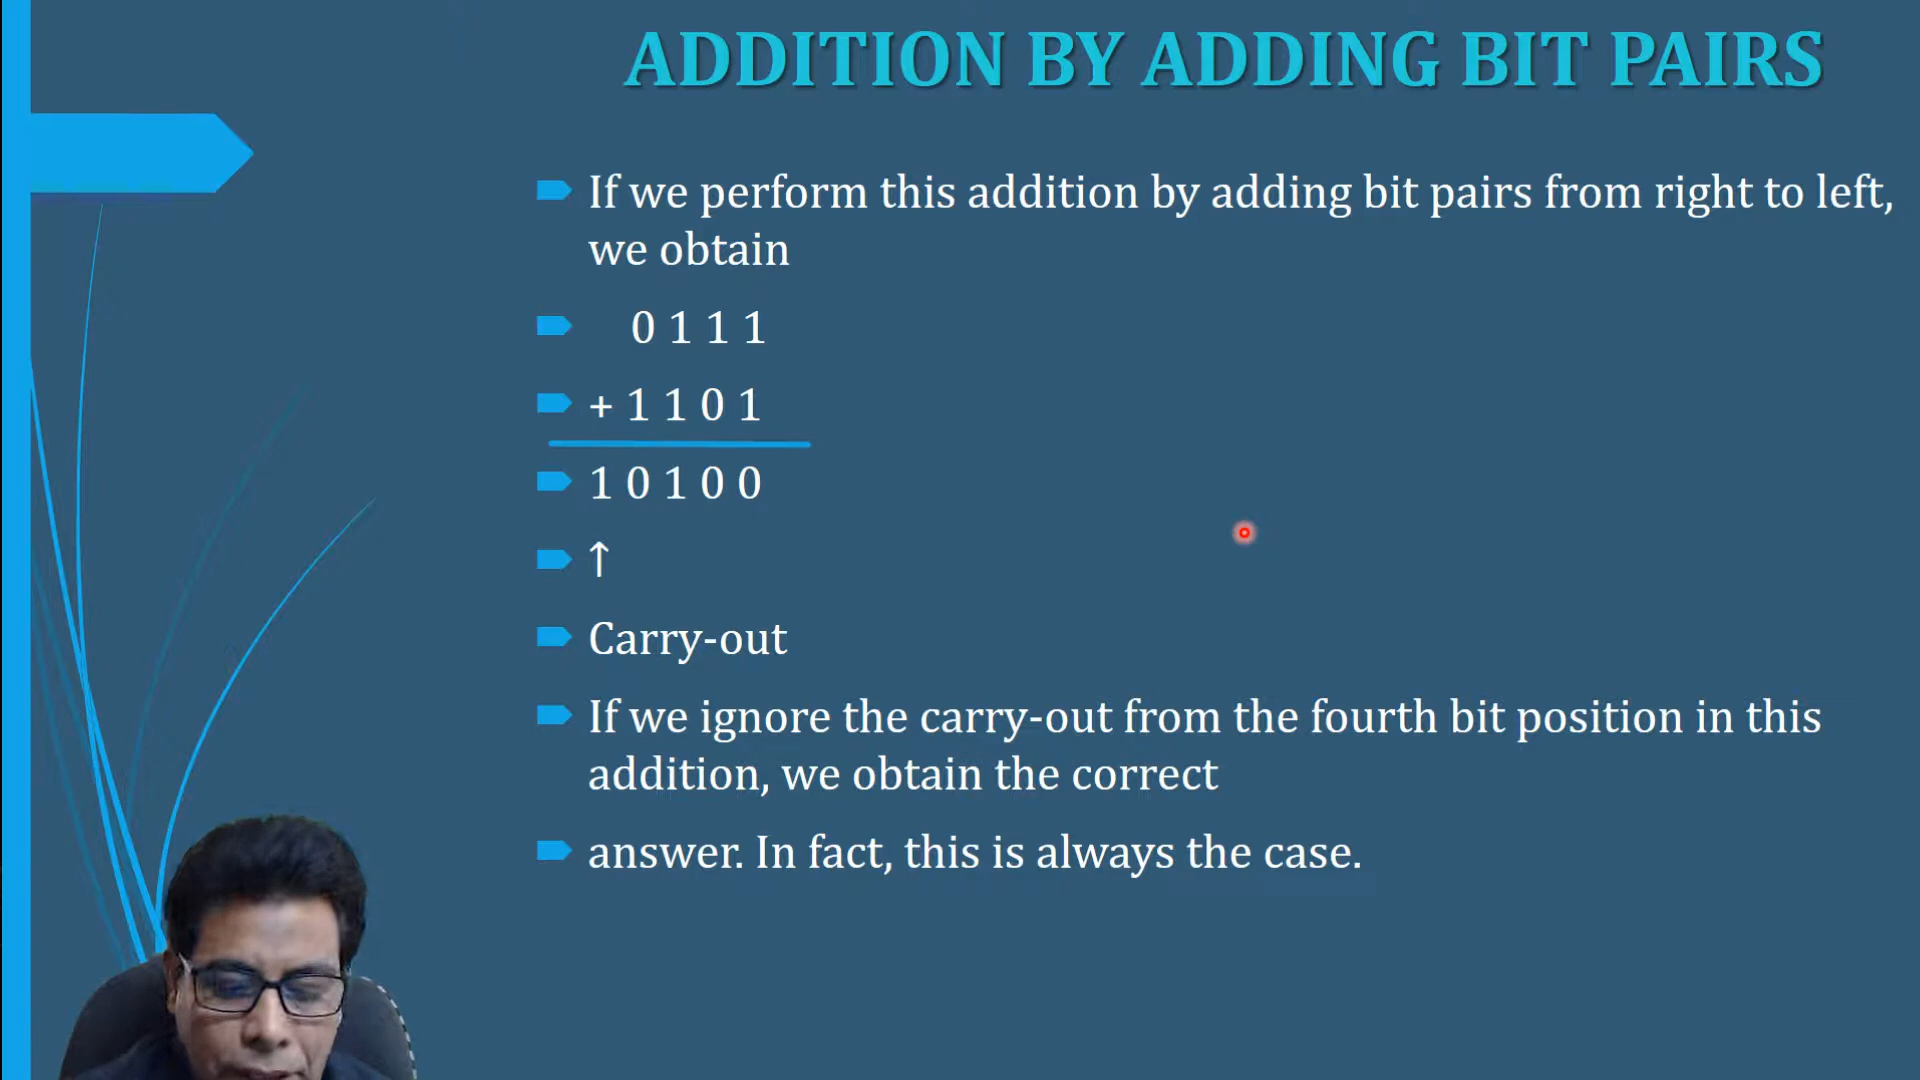 ADDITION BY ADDING BIT PAIRS
If we perform this addition by adding bit pairs from right to left,
we obtain
0 1 1 1
+ 1 1 0 1
1 0 1 0 0
↑
Carry-out
If we ignore the carry-out from the fourth bit position in this
addition, we obtain the correct
answer. In fact, this is always the case.